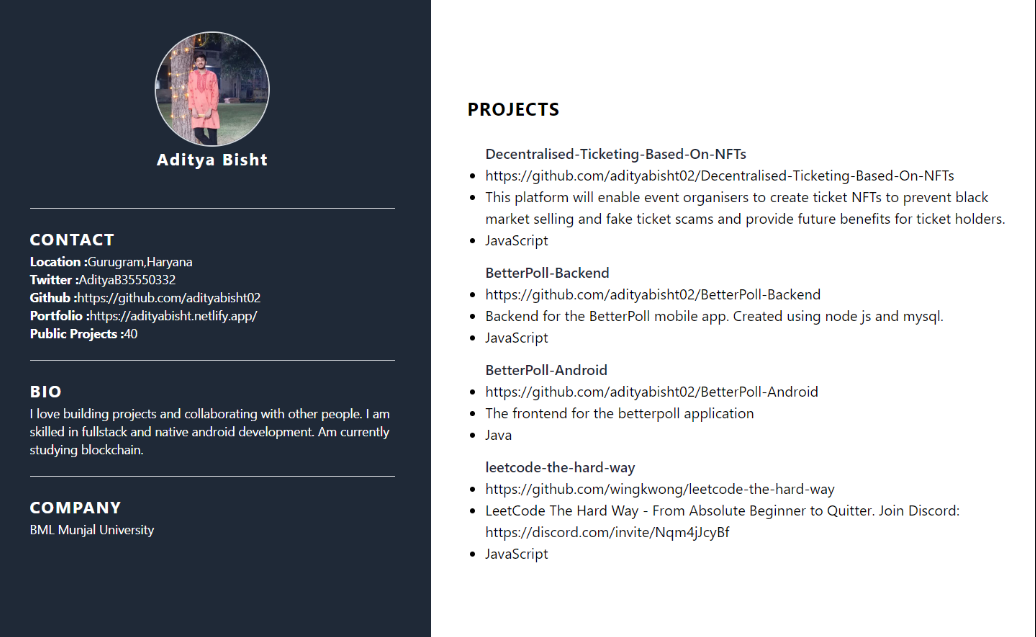 Aditya Bisht
CONTACT
Location :Gurugram,Haryana
Twitter :AdityaB35550332
Github :https://github.com/adityabisht02
Portfolio :https://adityabisht.netlify.app/
Public Projects :40
BIO
I love building projects and collaborating with other people. I am
skilled in fullstack and native android development. Am currently
studying blockchain.
COMPANY
BML Munjal University
PROJECTS
Decentralised-Ticketing-Based-On-NFTs
https://github.com/adityabisht02/Decentralised-Ticketing-Based-On-NFTs
This platform will enable event organisers to create ticket NFTs to prevent black
market selling and fake ticket scams and provide future benefits for ticket holders.
JavaScript
BetterPoll-Backend
https://github.com/adityabisht02/BetterPoll-Backend
Backend for the BetterPoll mobile app. Created using node js and mysql.
JavaScript
BetterPoll-Android
https://github.com/adityabisht02/BetterPoll-Android
The frontend for the betterpoll application
Java
leetcode-the-hard-way
https://github.com/wingkwong/leetcode-the-hard-way
LeetCode The Hard Way - From Absolute Beginner to Quitter. Join Discord:
https://discord.com/invite/Nqm4jJcyBf
JavaScript